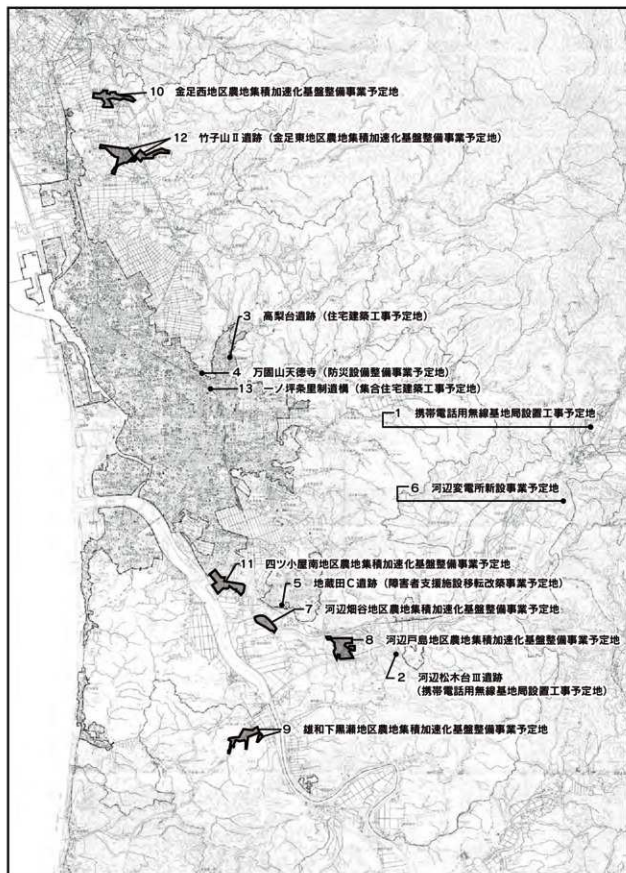 10 金足西地区農地集積加速化基盤整備事業予定地
12 竹子山Ⅱ遺跡（金足東地区農地集積加速化基盤整備事業予定地）
3 高梨台遺跡（住宅建築工事予定地）
4 万固山天徳寺（防災設備整備事業予定地）
13 一ノ坪条里制遺構（集合住宅建築工事予定地）
1 携帯電話用無線基地局設置工事予定地
6 河辺変電所新設事業予定地
11 四ツ小屋南地区農地集積加速化基盤整備事業予定地
5 地蔵田Ｃ遺跡（障害者支援施設移転改築事業予定地）
7 河辺畑谷地区農地集積加速化基盤整備事業予定地
8 河辺戸島地区農地集積加速化基盤整備事業予定地
2 河辺松木台Ⅲ遺跡
（携帯電話用無線基地局設置工事予定地）
9 雄和下黒瀬地区農地集積加速化基盤整備事業予定地